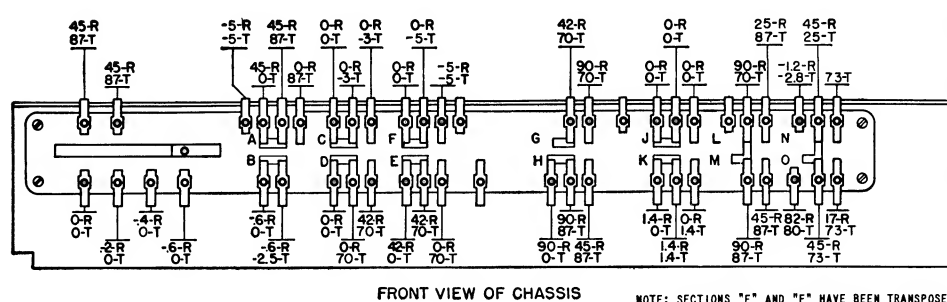 45-R -5-R 45-R 0-R 0-R 0-R 42-R 0-R 25-R 45-R
87-T -5-T 87-T 0-T -3-T -5-T 70-T 0-T 87-T 25-T
45-R 45-R 0-R 0-R 0-R -5-R 90-R 0-R 0-R 90-R -1.2-R
87-T 0-T 87-T -3-T 0-T -5-T 70-T 0-T 0-T 70-T -2.8-T 73-T
A C F G J L N
B D E H K M O
0-R -.4-R -.6-R 0-R 42-R 42-R 90-R 1.4-R 0-R 45-R 82-R 17-R
0-T 0-T 0-T 0-T 70-T 70-T 87-T 0-T 1.4-T 87-T 80-T 73-T
-.2-R -.6-R -.6-R 0-R 42-R 0-R 90-R 45-R 1.4-R 90-R 45-R
0-T 0-T -2.5-T 70-T 0-T 70-T 0-T 87-T 1.4-T 87-T 73-T
FRONT VIEW OF CHASSIS
NOTE: SECTIONS "E" AND "F" HAVE BEEN TRANSPOSE